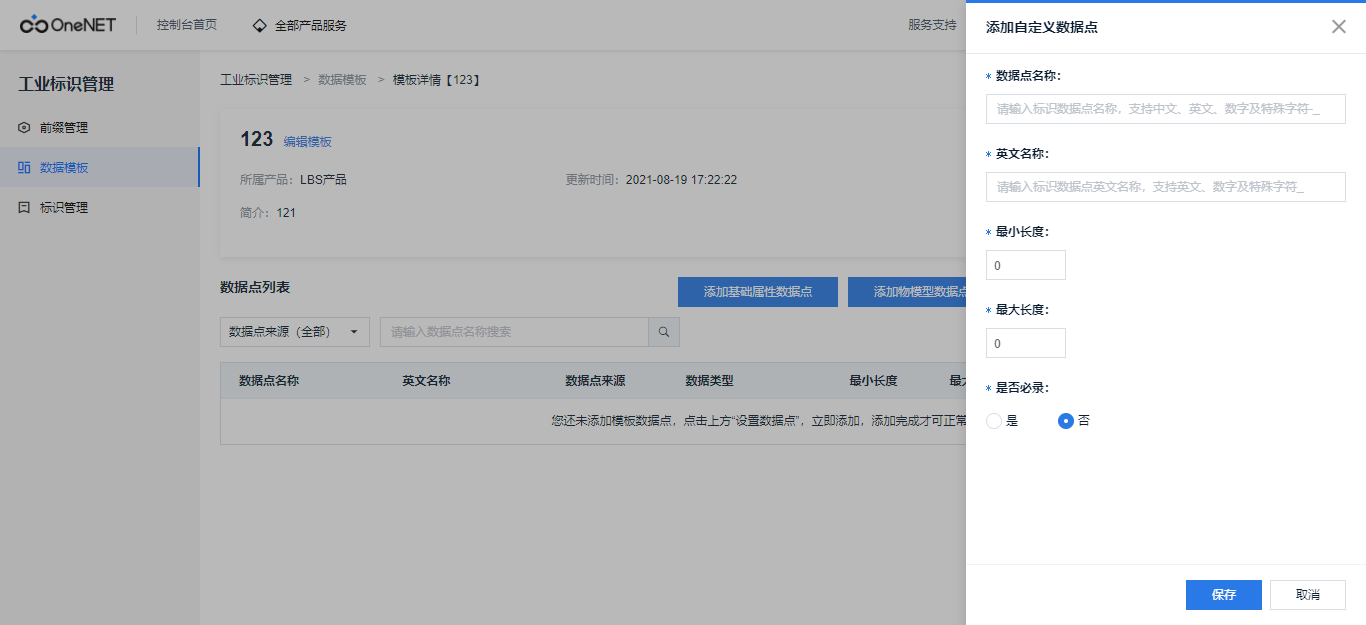 OneNET 控制台首页 全部产品服务 服务支持
工业标识管理
前缀管理
数据模板
标识管理
工业标识管理 > 数据模板 > 模板详情【123】
123 编辑模板
所属产品： LBS产品 更新时间： 2021-08-19 17:22:22
简介： 121
数据点列表 添加基础属性数据点 添加物模型数据点
数据点来源（全部） 请输入数据点名称搜索
数据点名称 英文名称 数据点来源 数据类型 最小长度
您还未添加模板数据点，点击上方“设置数据点”，立即添加，添加完成才可正常
添加自定义数据点
* 数据点名称：
请输入标识数据点名称，支持中文、英文、数字及特殊字符-_
* 英文名称：
请输入标识数据点英文名称，支持英文、数字及特殊字符_
* 最小长度：
0
* 最大长度：
0
* 是否必录：
是 否
保存 取消